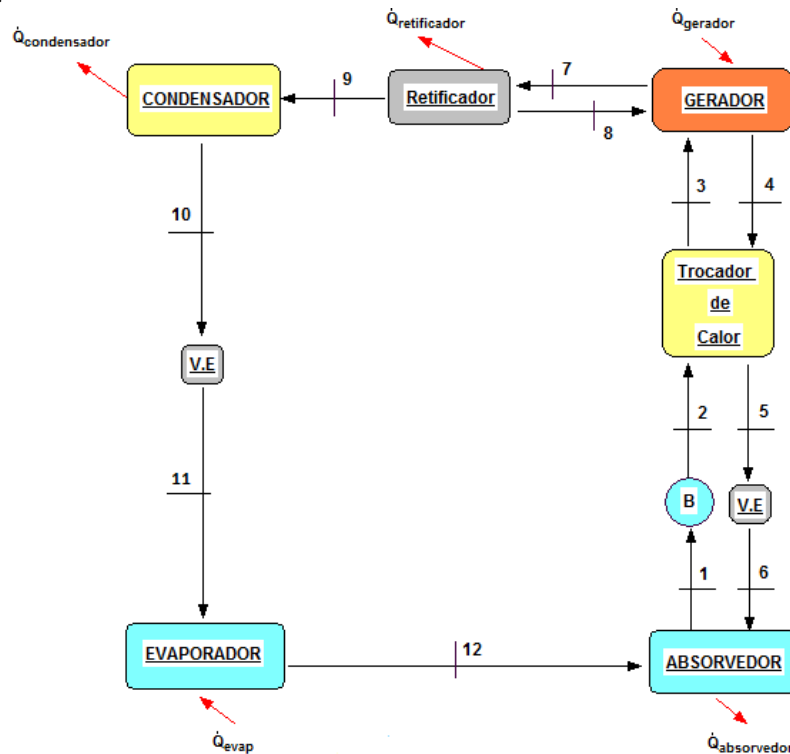 Q̇retificador
Q̇gerador
Q̇condensador
9
7
CONDENSADOR
Retificador
GERADOR
8
3
4
10
Trocador
de
Calor
V.E
2
5
11
B
V.E
1
6
EVAPORADOR
12
ABSORVEDOR
Q̇evap
Q̇absorvedor